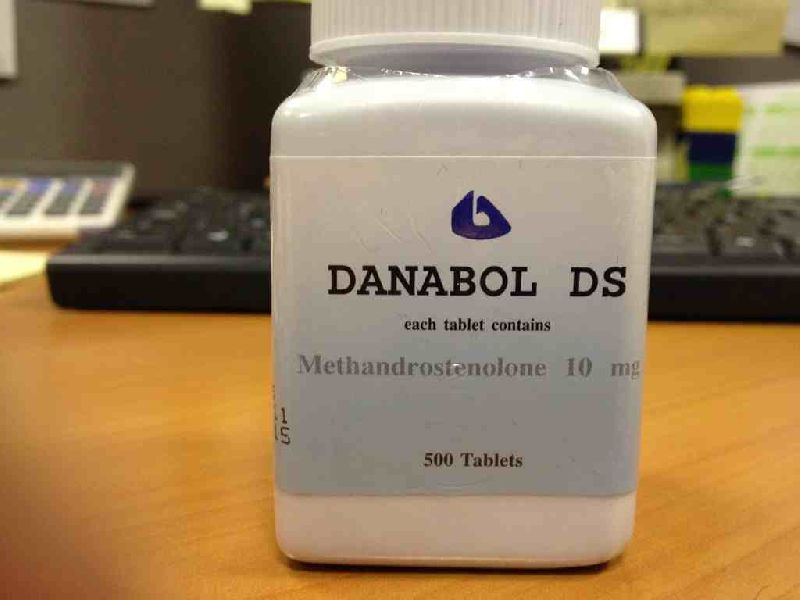 DANABOL DS
each tablet contains
Methandrostenolone 10 mg
500 Tablets